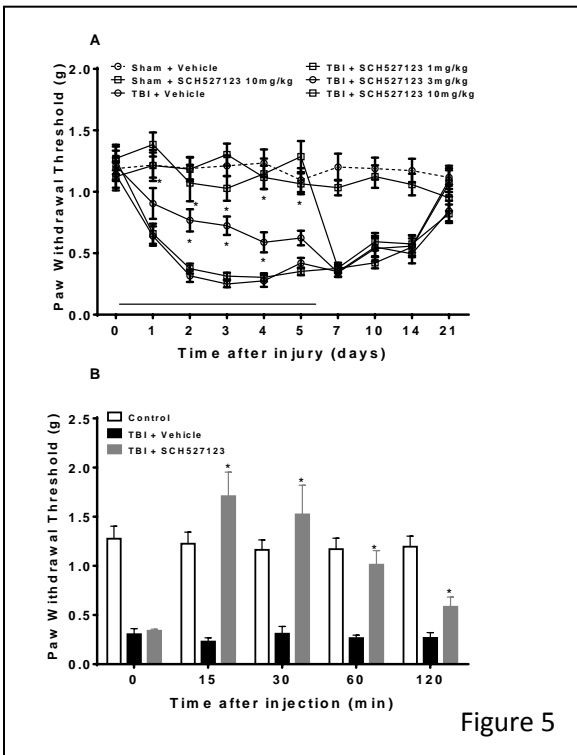 A
Sham + Vehicle TBI + SCH527123 1mg/kg
Sham + SCH527123 10mg/kg TBI + SCH527123 3mg/kg
TBI + Vehicle TBI + SCH527123 10mg/kg
Paw Withdrawal Threshold (g)
2.0
1.5
1.0
0.5
0.0
* * * * *
* * *
0 1 2 3 4 5 7 10 14 21
Time after injury (days)
B
Control
TBI + Vehicle
TBI + SCH527123
Paw Withdrawal Threshold (g)
2.5
2.0
1.5
1.0
0.5
0.0
* * * *
0 15 30 60 120
Time after injection (min)
Figure 5